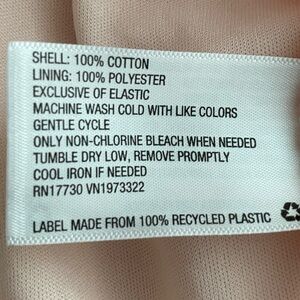 SHELL: 100% COTTON
LINING: 100% POLYESTER
EXCLUSIVE OF ELASTIC
MACHINE WASH COLD WITH LIKE COLORS
GENTLE CYCLE
ONLY NON-CHLORINE BLEACH WHEN NEEDED
TUMBLE DRY LOW, REMOVE PROMPTLY
COOL IRON IF NEEDED
RN17730 VN1973322
LABEL MADE FROM 100% RECYCLED PLASTIC